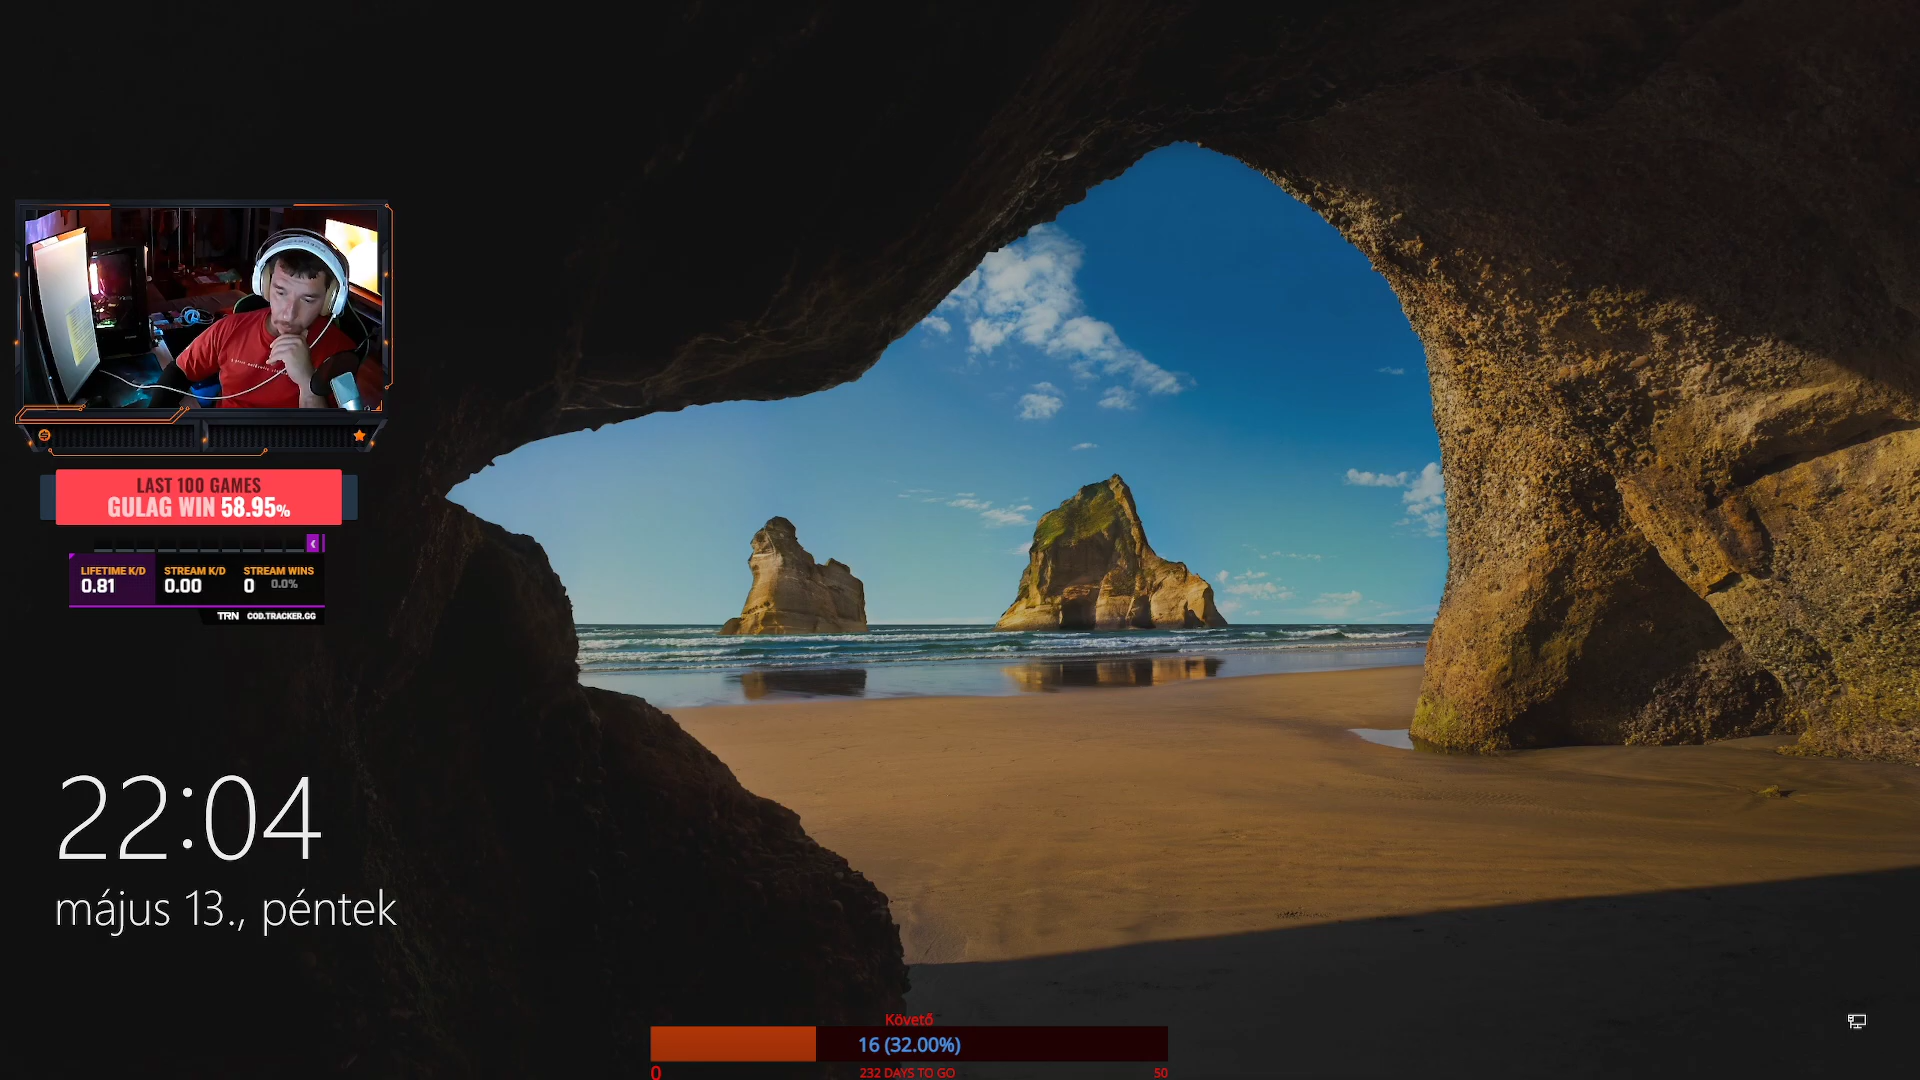 LAST 100 GAMES
GULAG WIN 58.95%
LIFETIME K/D STREAM K/D STREAM WINS
0.81 0.00 0 0.0%
TRN COD.TRACKER.GG
22:04
május 13., péntek
Követő
16 (32.00%)
0 232 DAYS TO GO 50